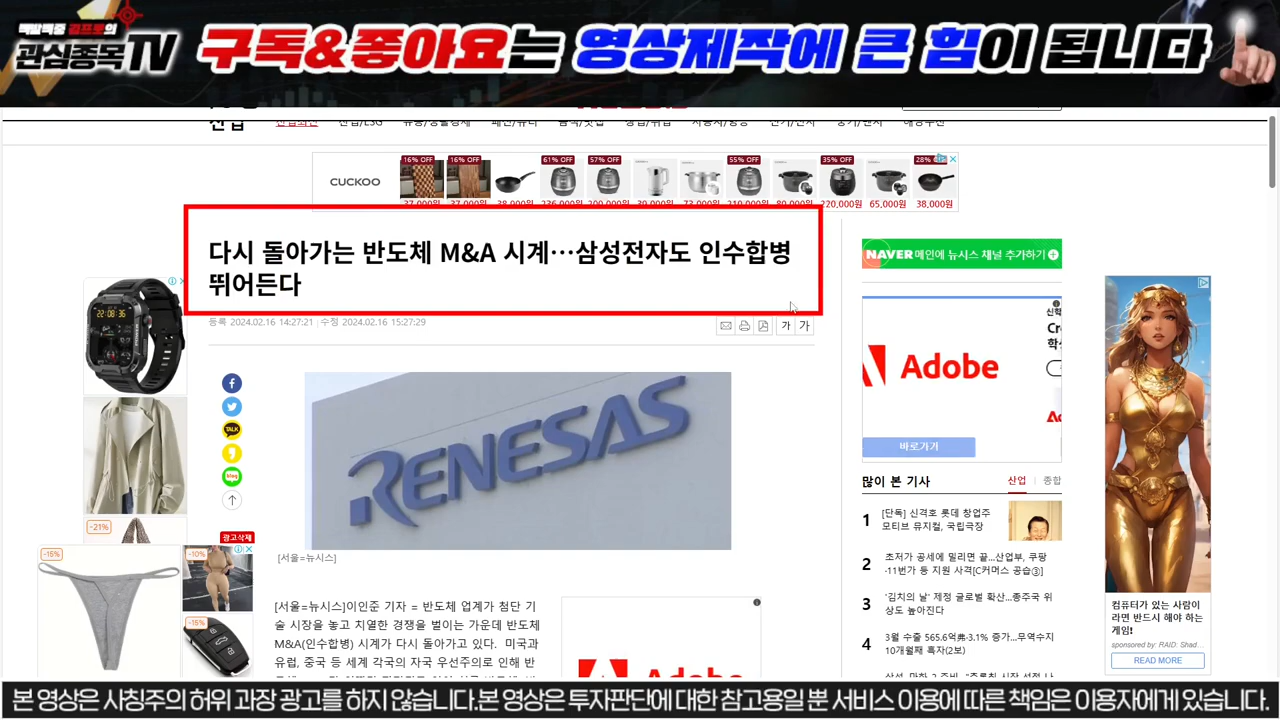 백발백중 김프로의
관심종목TV
구독&좋아요는 영상제작에 큰 힘이 됩니다
산업
CUCKOO
16% OFF
16% OFF
61% OFF
57% OFF
55% OFF
35% OFF
37,000원
37,000원
38,900원
236,000원
200,000원
39,000원
73,000원
210,000원
89,000원
220,000원
65,000원
38,000원
다시 돌아가는 반도체 M&A 시계…삼성전자도 인수합병
뛰어든다
등록 2024.02.16 14:27:21
수정 2024.02.16 15:27:29
가
가
NAVER 메인에 뉴시스 채널 추가하기
22:08 36
TALK
blog
RENESAS
Adobe
바로가기
많이 본 기사
산업
종합
1
[단독] 신격호 롯데 창업주
모티브 뮤지컬, 국립극장
2
초저가 공세에 밀리면 끝…산업부, 쿠팡
·11번가 등 지원 사격[C커머스 공습③]
3
'김치의 날' 제정 글로벌 확산…종주국 위
상도 높아진다
4
3월 수출 565.6억弗·3.1% 증가…무역수지
10개월째 흑자(2보)
-21%
광고삭제
-15%
-10%
-15%
[서울=뉴시스]
[서울=뉴시스]이인준 기자 = 반도체 업계가 첨단 기
술 시장을 놓고 치열한 경쟁을 벌이는 가운데 반도체
M&A(인수합병) 시계가 다시 돌아가고 있다. 미국과
유럽, 중국 등 세계 각국의 자국 우선주의로 인해 반
컴퓨터가 있는 사람이
라면 반드시 해야 하는
게임!
sponsored by: RAID: Shad...
READ MORE
본 영상은 사칭주의 허위 과장 광고를 하지 않습니다.본 영상은 투자판단에 대한 참고용일 뿐 서비스 이용에 따른 책임은 이용자에게 있습니다.